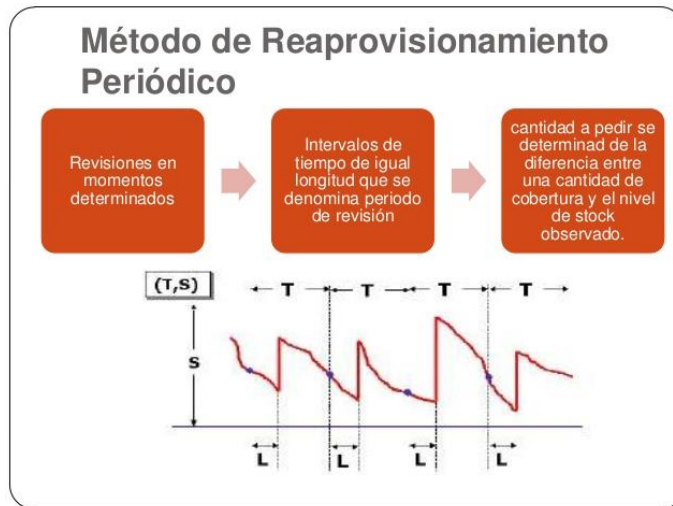 Método de Reaprovisionamiento
Periódico
Revisiones en
momentos
determinados
Intervalos de
tiempo de igual
longitud que se
denomina periodo
de revisión
cantidad a pedir se
determinad de la
diferencia entre
una cantidad de
cobertura y el nivel
de stock
observado.
(T,S)
T T T T
S
L L L L